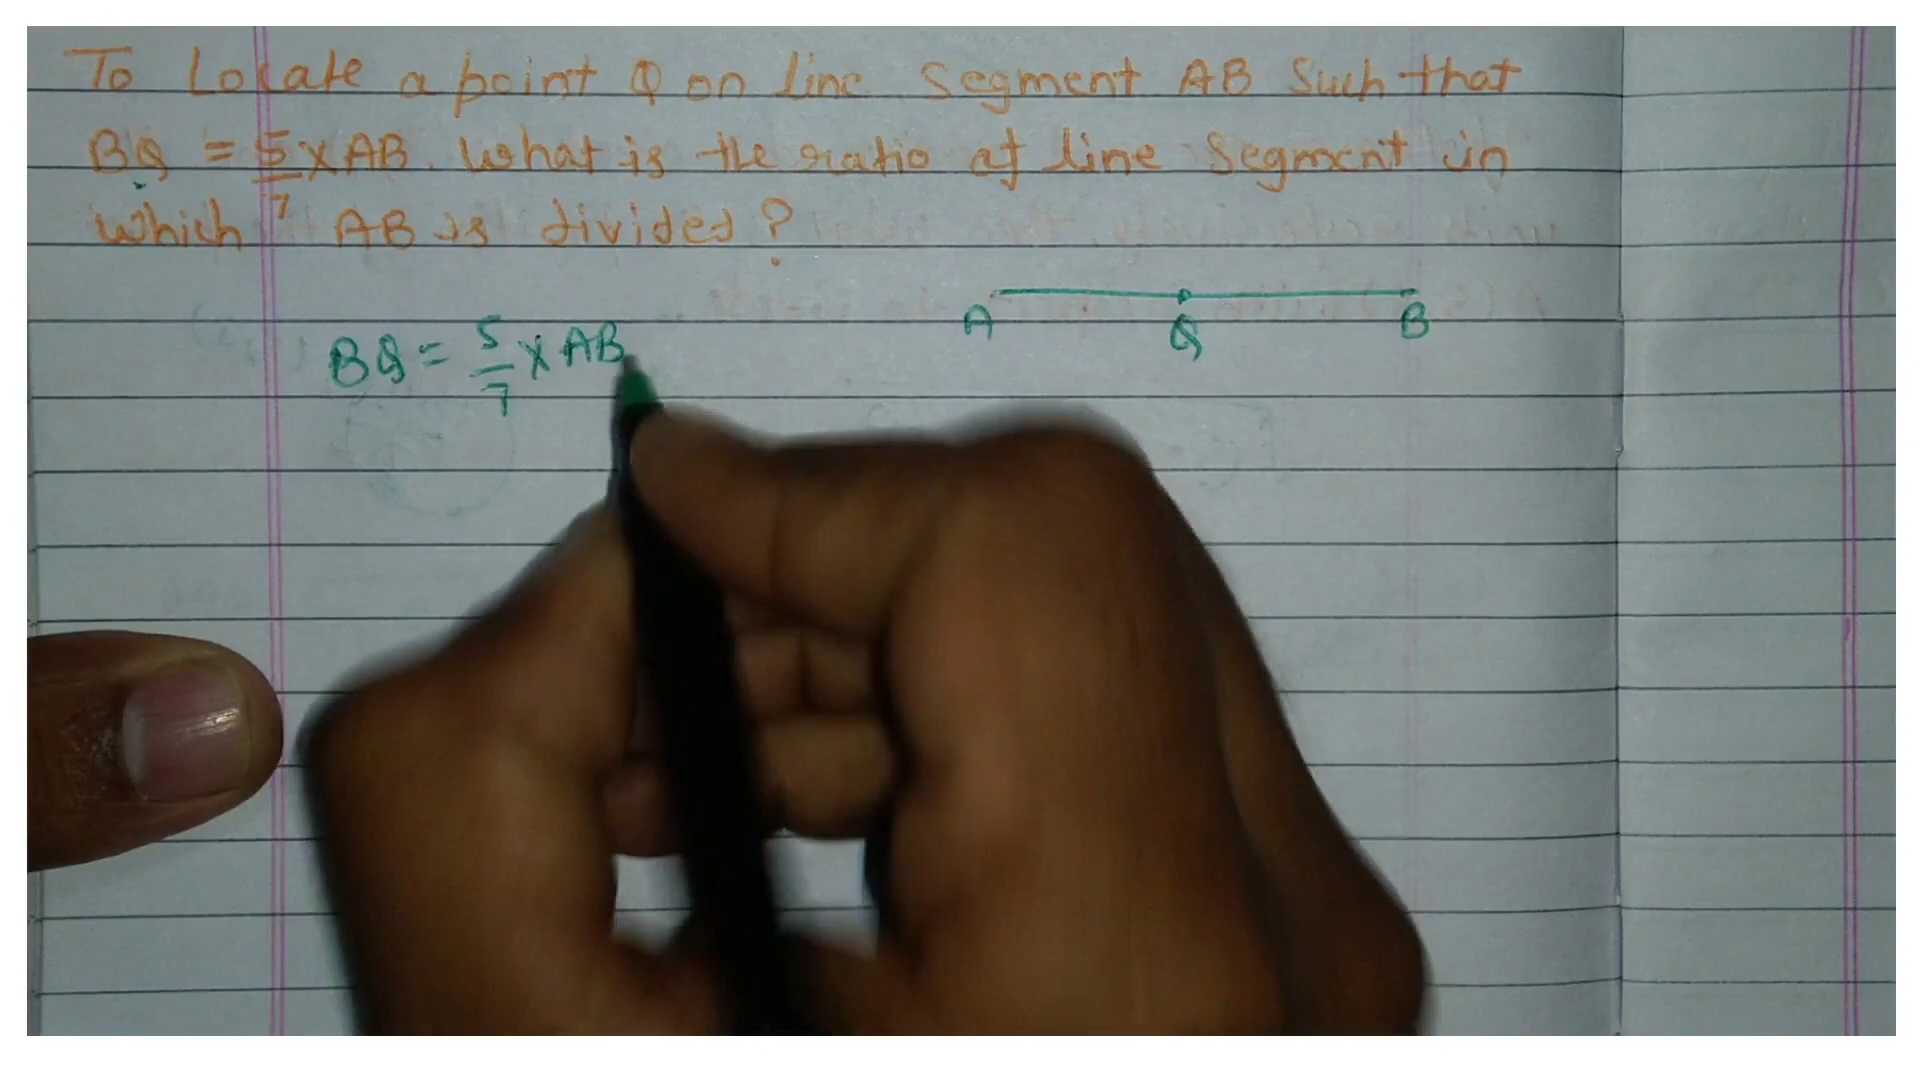 To Locate a point Q on line segment AB Such that
BQ = 5/7 X AB. What is the ratio of line segment in
which AB is divided?
A Q B
BQ = 5/7 X AB